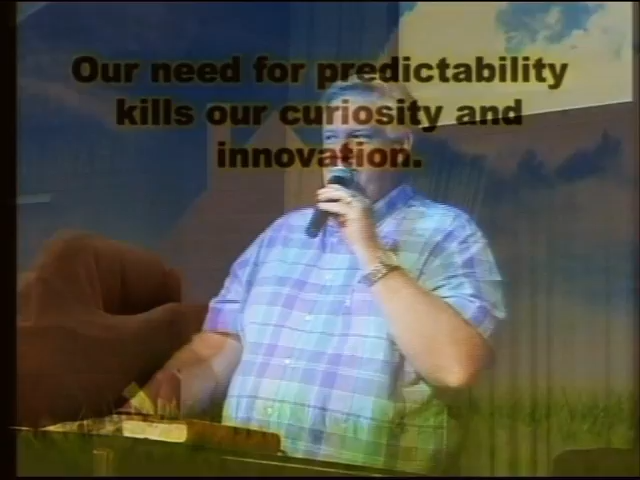 Our need for predictability
kills our curiosity and
innovation.